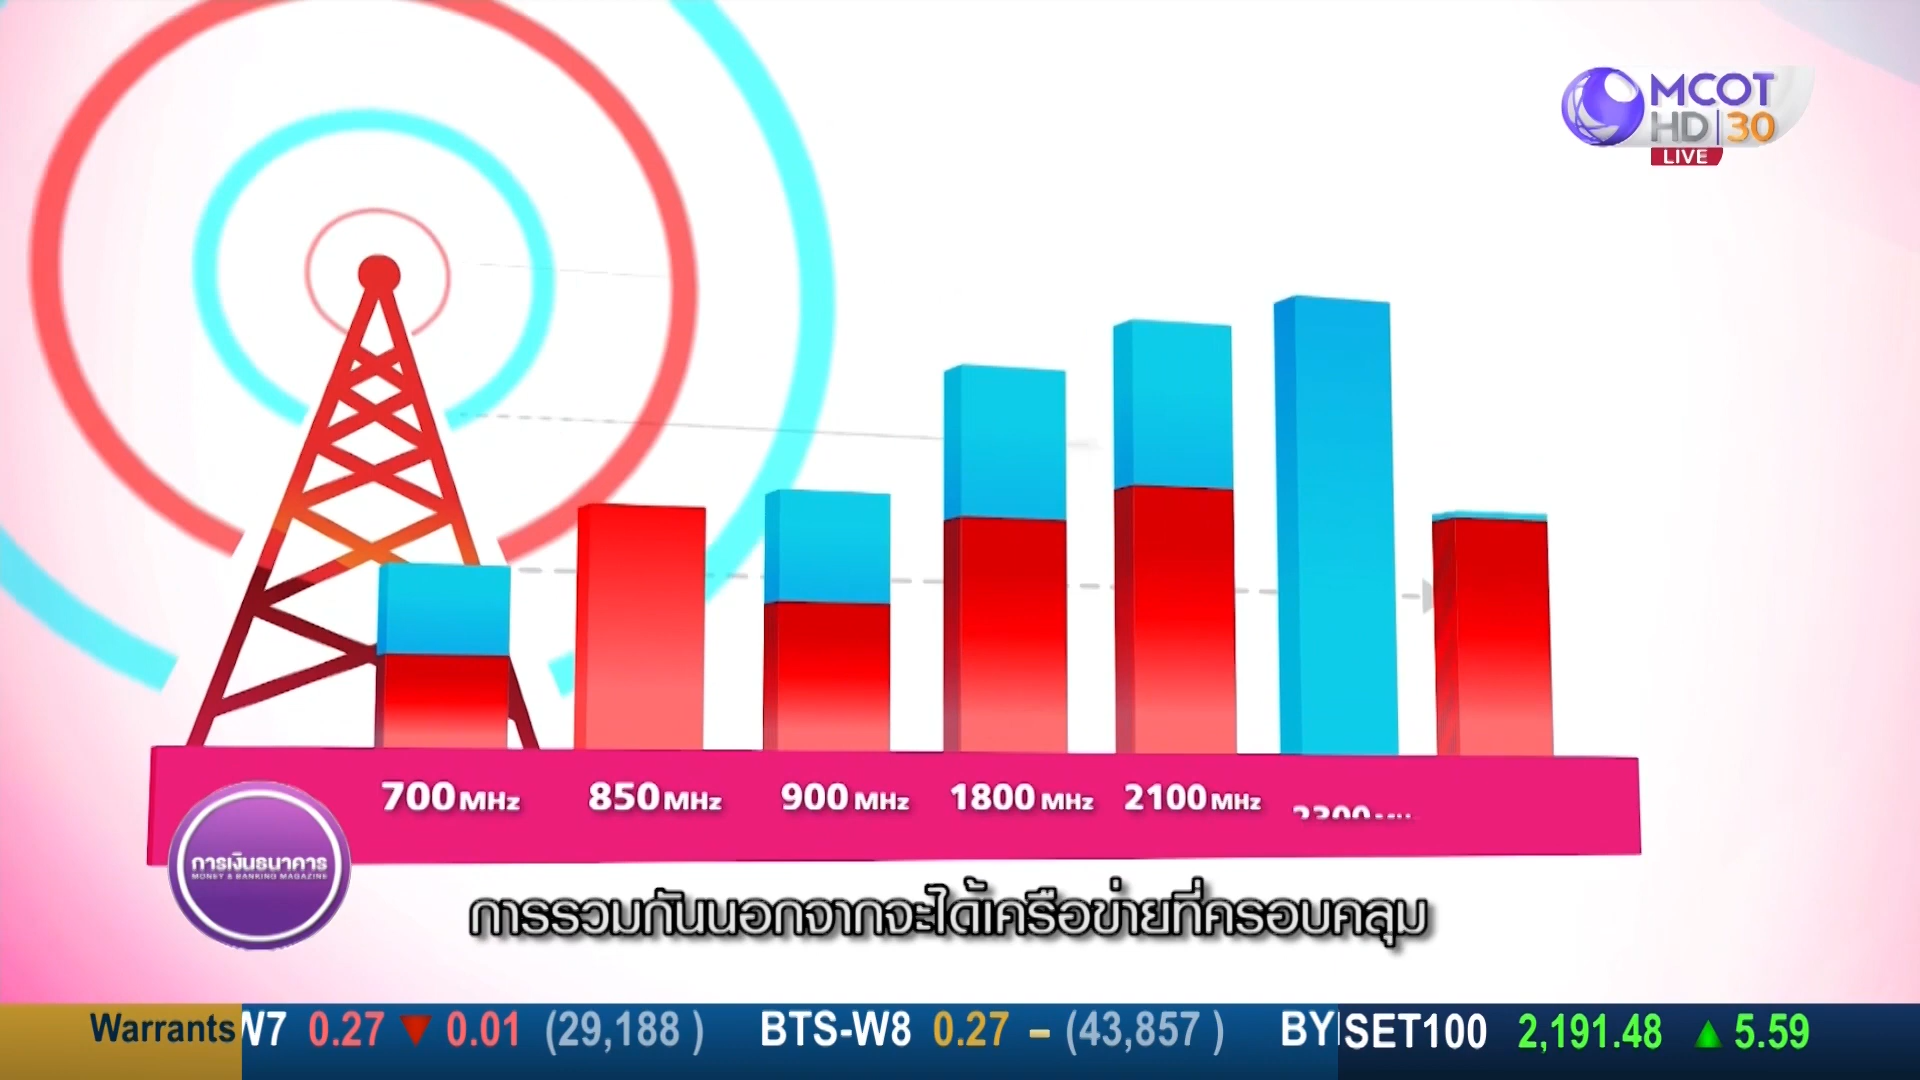 MCOT
HD 30
LIVE
700 MHz 850 MHz 900 MHz 1800 MHz 2100 MHz
การเงินธนาคาร
MONEY & BANKING MAGAZINE
การรวมกันนอกจากจะได้เครือข่ายที่ครอบคลุม
Warrants W7 0.27 ▼ 0.01 (29,188 ) BTS-W8 0.27 – (43,857 ) BY SET100 2,191.48 ▲ 5.59